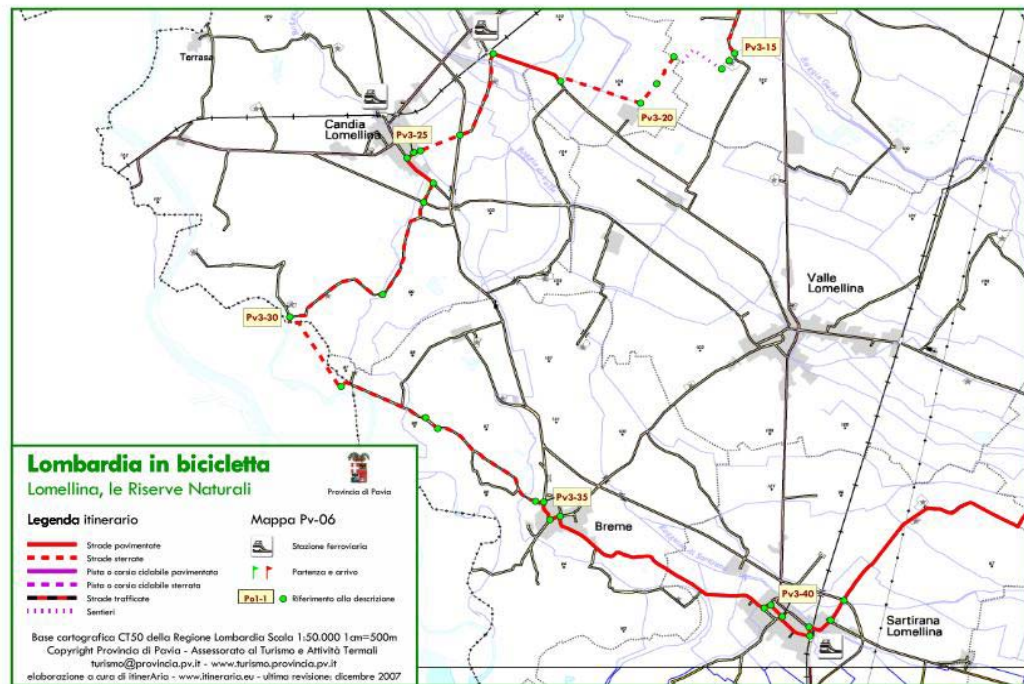 Terrasa
Pv3-15
Pv3-20
Candia
Lomellina
Pv3-25
Valle
Lomellina
Pv3-30
Pv3-35
Breme
Pv3-40
Sartirana
Lomellina
Lombardia in bicicletta
Lomellina, le Riserve Naturali
Provincia di Pavia
Legenda itinerario
Mappa Pv-06
Strade pavimentate
Strade sterrate
Pista o corsia ciclabile pavimentata
Pista o corsia ciclabile sterrata
Strade trafficate
Sentieri
Stazione ferroviaria
Partenza e arrivo
Po1-1
Riferimento alla descrizione
Base cartografica CT50 della Regione Lombardia Scala 1:50.000 1cm=500m
Copyright Provincia di Pavia - Assessorato al Turismo e Attività Termali
turismo@provincia.pv.it - www.turismo.provincia.pv.it
elaborazione a cura di itinerAria - www.itineraria.eu - ultima revisione: dicembre 2007